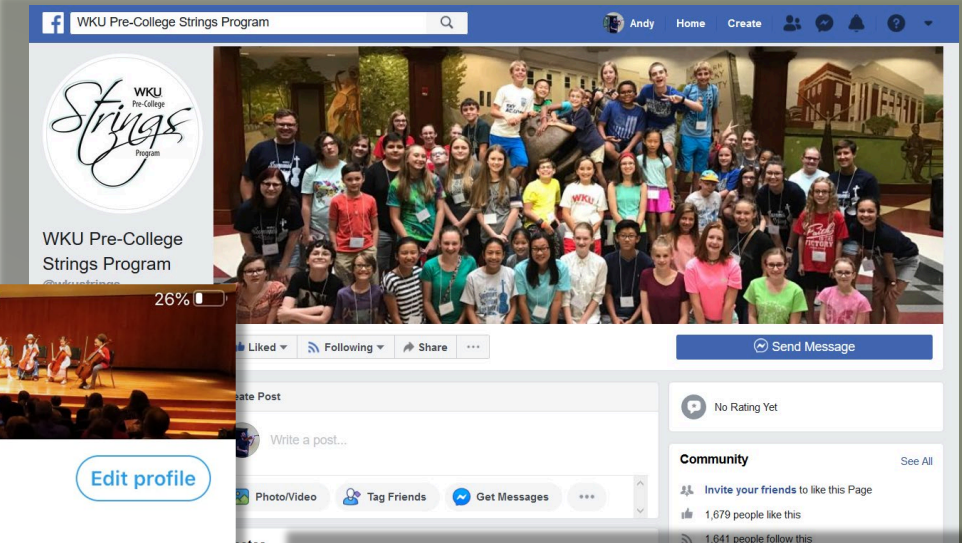 WKU Pre-College Strings Program
Andy
Home
Create
WKU
Pre-College
Strings
Program
WKU Pre-College
Strings Program
@wkustrings
26%
WKU
Liked
Following
Share
Send Message
eate Post
Write a post...
Photo/Video
Tag Friends
Get Messages
No Rating Yet
Community
See All
Invite your friends to like this Page
1,679 people like this
1,641 people follow this
Edit profile